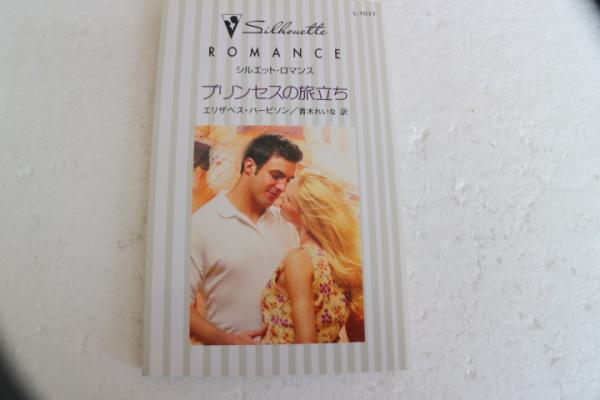 L-1077
Silhouette
ROMANCE
シルエット・ロマンス
プリンセスの旅立ち
エリザベス・ハービソン／青木れいな 訳